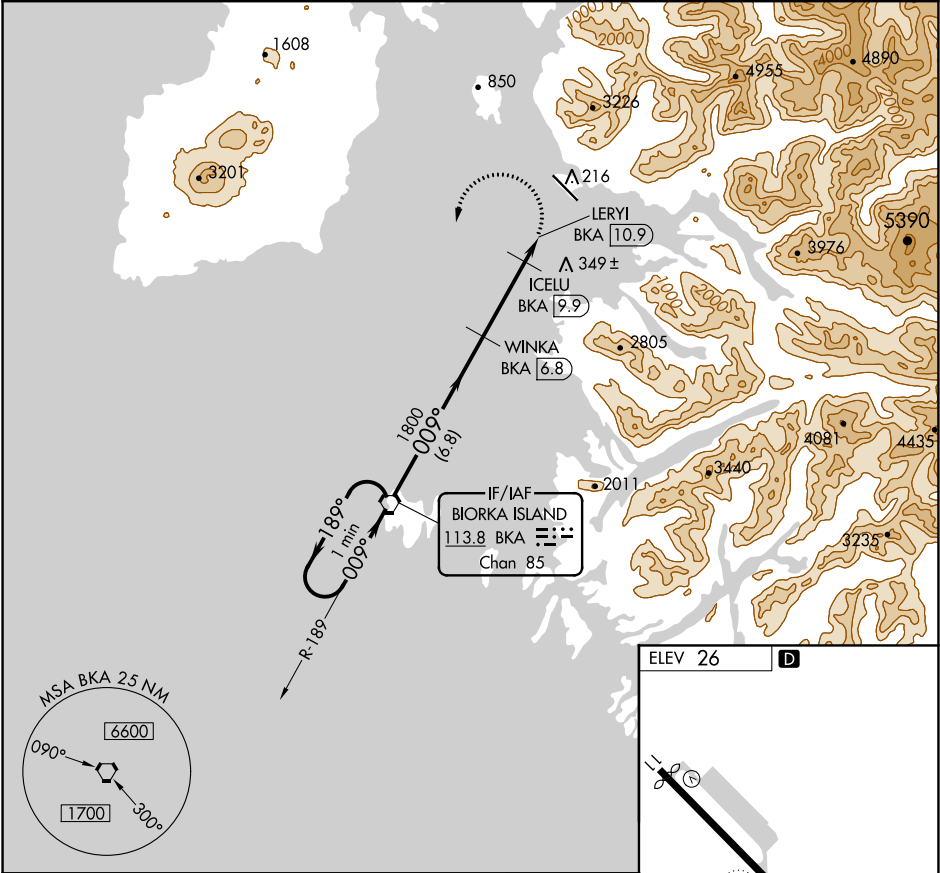 1608
850
3226
1000
2000
4955
4000
4890
3201
216
LERYI
BKA 10.9
5390
3976
349±
ICELU
BKA 9.9
1000
2000
WINKA
BKA 6.8
2805
1800
009°
(6.8)
4081
4435
3440
2011
3235
IF/IAF
BIORKA ISLAND
113.8 BKA
Chan 85
189°
1 min
009°
R-189
MSA BKA 25 NM
6600
090°
1700
300°
ELEV 26
D
11
V